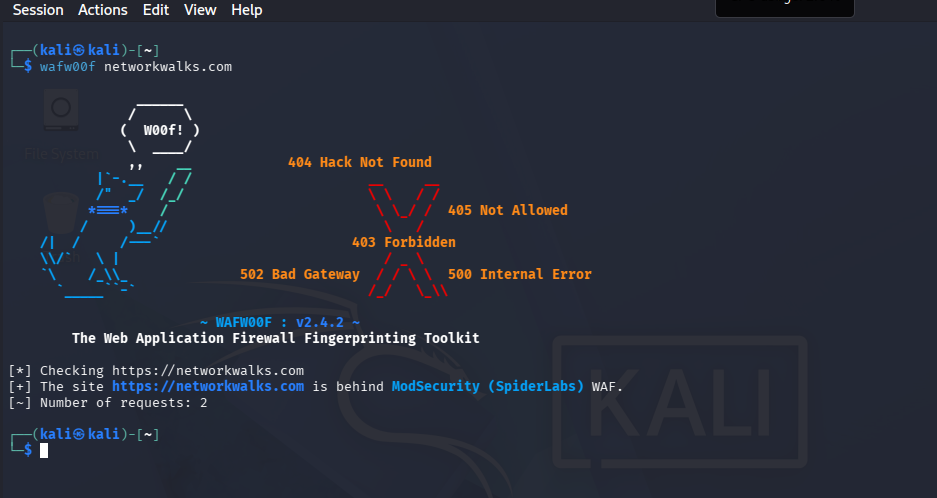 Session Actions Edit View Help
┌──(kali㉿kali)-[~]
└─$ wafw00f networkwalks.com
( W00f! )
404 Hack Not Found
405 Not Allowed
403 Forbidden
502 Bad Gateway 500 Internal Error
~ WAFW00F : v2.4.2 ~
The Web Application Firewall Fingerprinting Toolkit
[*] Checking https://networkwalks.com
[+] The site https://networkwalks.com is behind ModSecurity (SpiderLabs) WAF.
[~] Number of requests: 2
┌──(kali㉿kali)-[~]
└─$
File System
KALI